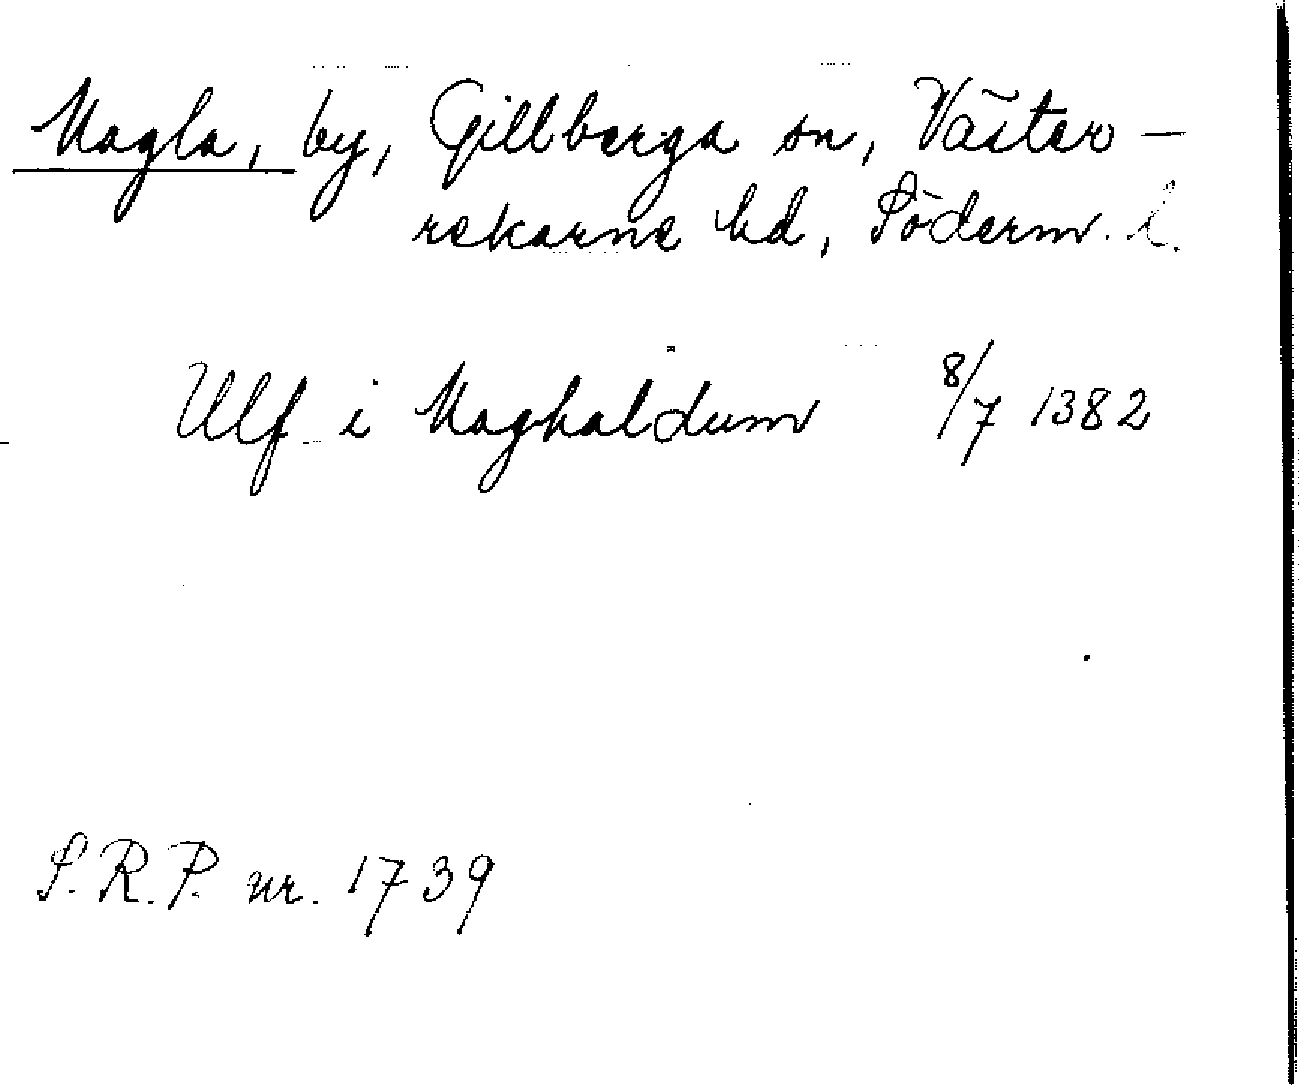 Nagla, by, Gillberga sn, Väster-
rekarne hd, Söderm. l.
Ulf i Naghaldum 8/7 1382
S.R.P. nr. 1739